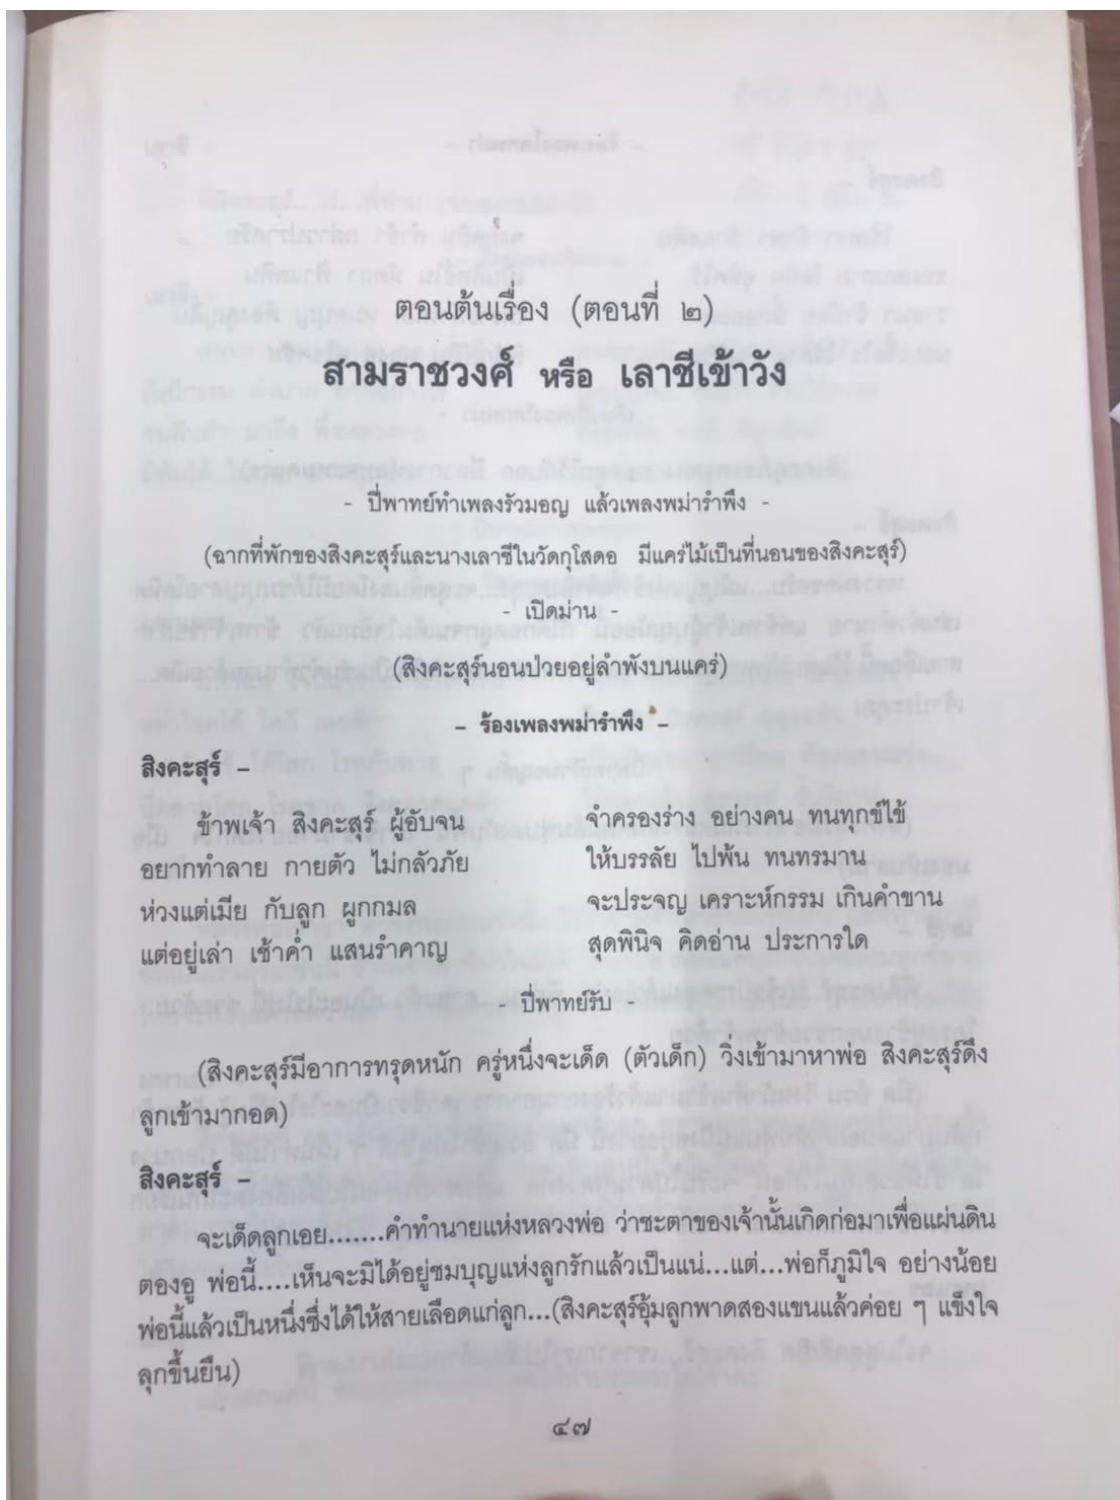 ตอนต้นเรื่อง (ตอนที่ ๒)
สามราชวงศ์ หรือ เลาชีเข้าวัง
- ปี่พาทย์ทำเพลงรัวมอญ แล้วเพลงพม่ารำพึง -
(ฉากที่พักของสิงคะสุร์และนางเลาชีในวัดกุโสดอ มีแคร่ไม้เป็นที่นอนของสิงคะสุร์)
- เปิดม่าน -
(สิงคะสุร์นอนป่วยอยู่ลำพังบนแคร่)
- ร้องเพลงพม่ารำพึง -
สิงคะสุร์ -
ข้าพเจ้า สิงคะสุร์ ผู้อับจน จำครองร่าง อย่างคน ทนทุกข์ไข้
อยากทำลาย กายตัว ไม่กลัวภัย ให้บรรลัย ไปพ้น ทนทรมาน
ห่วงแต่เมีย กับลูก ผูกกมล จะประจญ เคราะห์กรรม เกินคำขาน
แต่อยู่เล่า เช้าค่ำ แสนรำคาญ สุดพินิจ คิดอ่าน ประการใด
- ปี่พาทย์รับ -
(สิงคะสุร์มีอาการทรุดหนัก ครู่หนึ่งจะเด็ด (ตัวเด็ก) วิ่งเข้ามาหาพ่อ สิงคะสุร์ดึง
ลูกเข้ามากอด)
สิงคะสุร์ -
จะเด็ดลูกเอย.......คำทำนายแห่งหลวงพ่อ ว่าชะตาของเจ้านั้นเกิดก่อมาเพื่อแผ่นดิน
ตองอู พ่อนี้....เห็นจะมิได้อยู่ชมบุญแห่งลูกรักแล้วเป็นแน่...แต่...พ่อก็ภูมิใจ อย่างน้อย
พ่อนี้แล้วเป็นหนึ่งซึ่งได้ให้สายเลือดแก่ลูก...(สิงคะสุร์อุ้มลูกพาดสองแขนแล้วค่อย ๆ แข็งใจ
ลุกขึ้นยืน)
๔๗